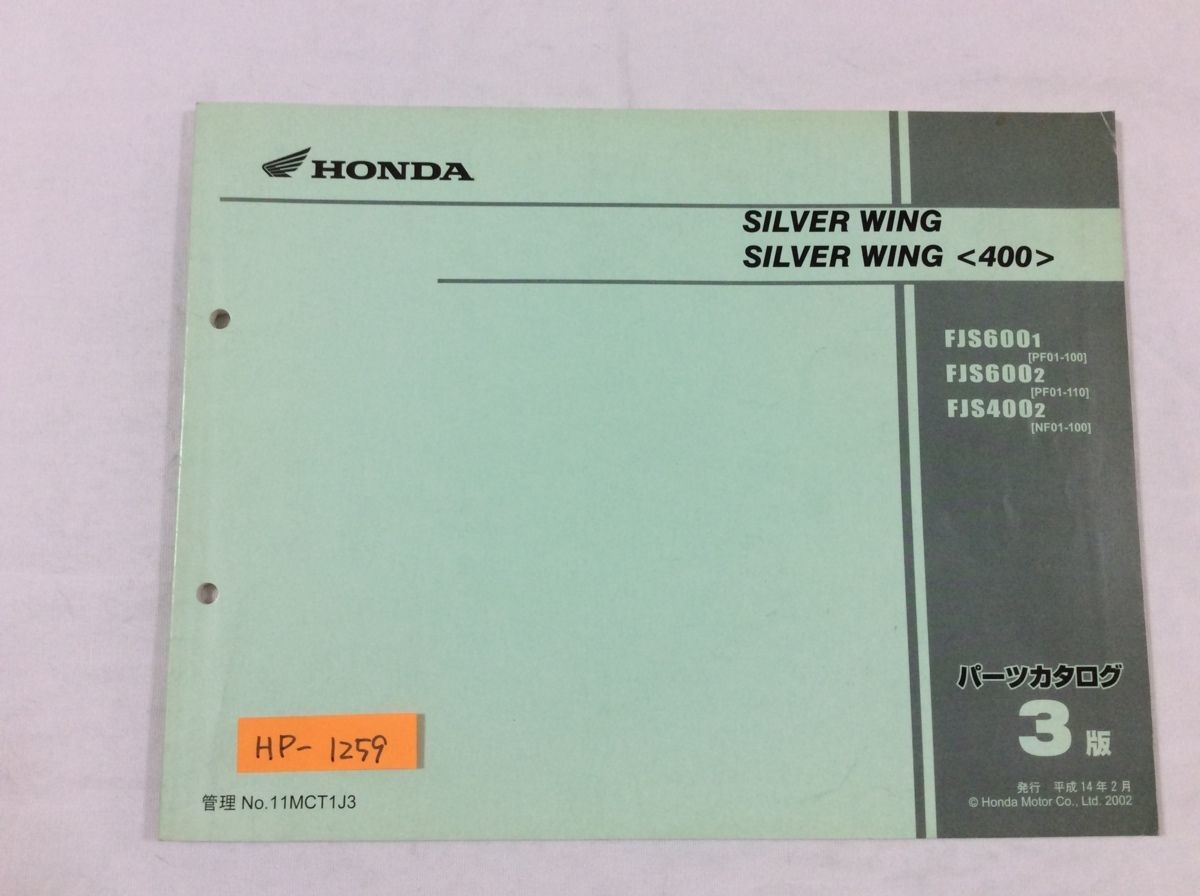 HONDA
SILVER WING
SILVER WING <400>
FJS6001
[PF01-100]
FJS6002
[PF01-110]
FJS4002
[NF01-100]
パーツカタログ
3版
発行 平成14年2月
© Honda Motor Co., Ltd. 2002
HP-1259
管理 No.11MCT1J3